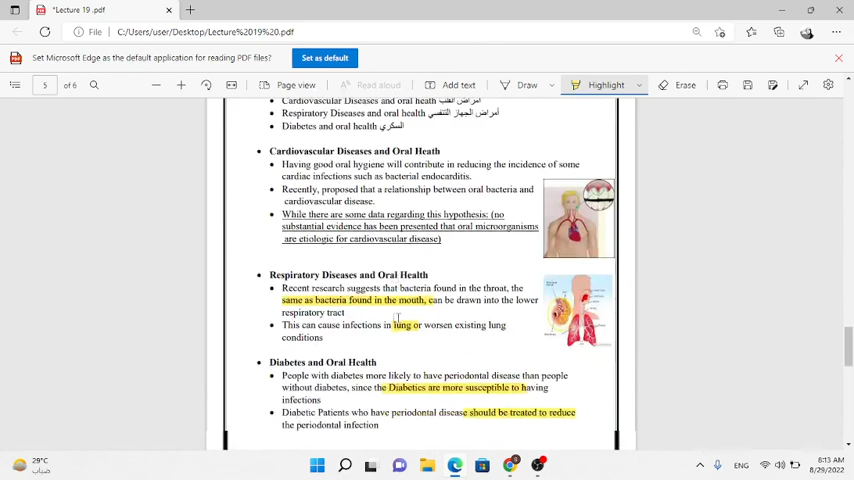 *Lecture 19 .pdf
File
C:/Users/user/Desktop/Lecture%2019%20.pdf
Set Microsoft Edge as the default application for reading PDF files?
Set as default
5
of 6
Page view
Read aloud
Add text
Draw
Highlight
Erase
Cardiovascular Diseases and oral heath أمراض القلب
Respiratory Diseases and oral health أمراض الجهاز التنفسي
Diabetes and oral health السكري
Cardiovascular Diseases and Oral Heath
Having good oral hygiene will contribute in reducing the incidence of some
cardiac infections such as bacterial endocarditis.
Recently, proposed that a relationship between oral bacteria and
cardiovascular disease.
While there are some data regarding this hypothesis: (no
substantial evidence has been presented that oral microorganisms
are etiologic for cardiovascular disease)
Respiratory Diseases and Oral Health
Recent research suggests that bacteria found in the throat, the
same as bacteria found in the mouth, can be drawn into the lower
respiratory tract
This can cause infections in lung or worsen existing lung
conditions
Diabetes and Oral Health
People with diabetes more likely to have periodontal disease than people
without diabetes, since the Diabetics are more susceptible to having
infections
Diabetic Patients who have periodontal disease should be treated to reduce
the periodontal infection
29°C
ضباب
ENG
8:13 AM
8/29/2022